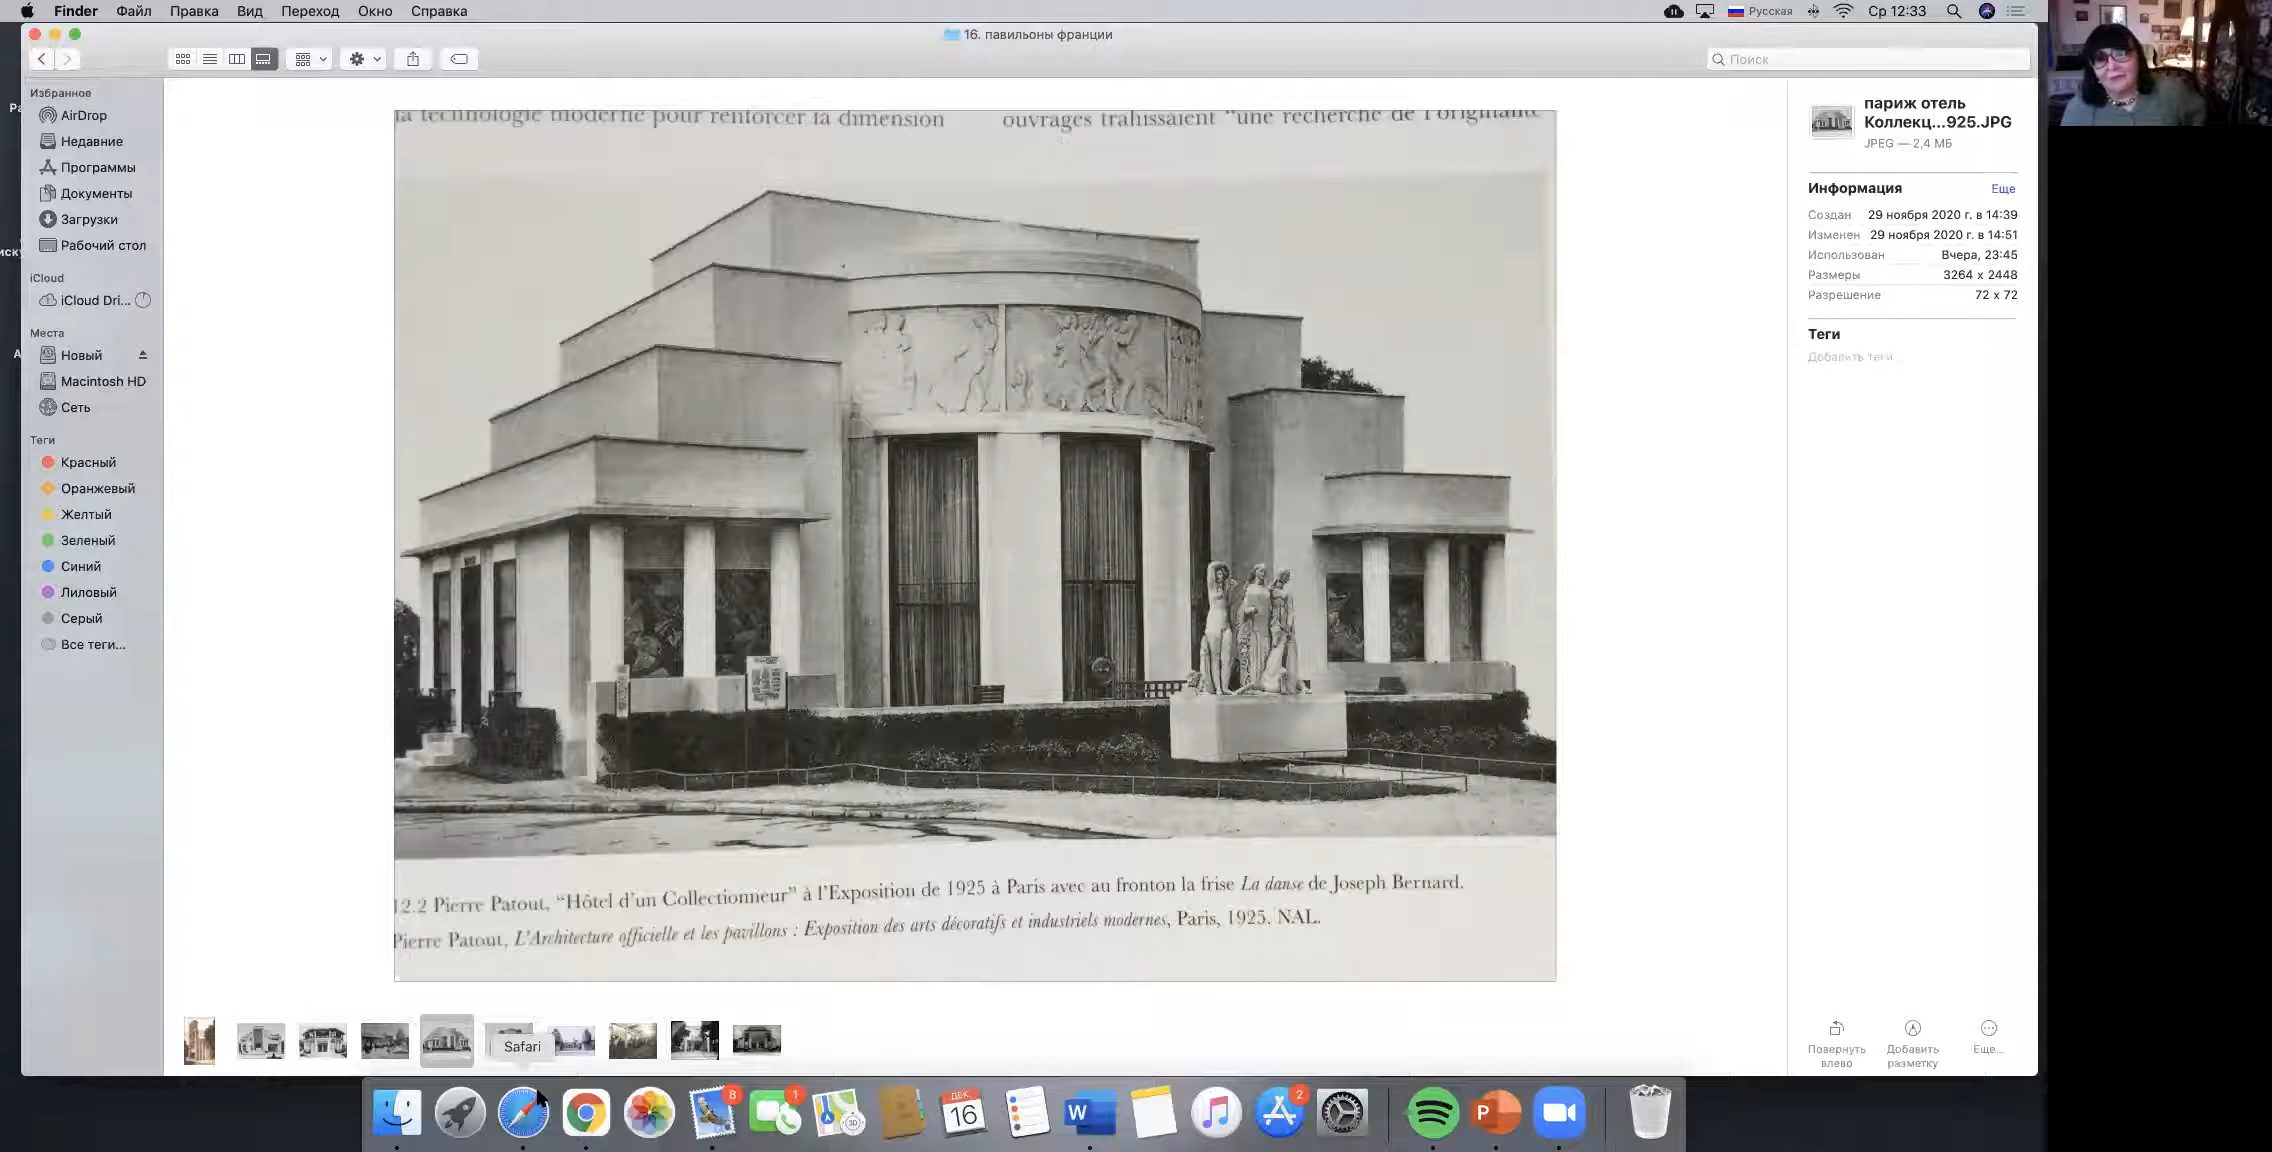 Finder Файл Правка Вид Переход Окно Справка
Русская Ср 12:33
16. павильоны франции
Поиск
Избранное
AirDrop
Недавние
Программы
Документы
Загрузки
Рабочий стол
iCloud
iCloud Dri...
Места
Новый
Macintosh HD
Сеть
Теги
Красный
Оранжевый
Желтый
Зеленый
Синий
Лиловый
Серый
Все теги...
la technologie moderne pour renforcer la dimension
ouvrages trahissaient "une recherche de l'originalité
12.2 Pierre Patout, "Hôtel d'un Collectionneur" à l'Exposition de 1925 à Paris avec au fronton la frise La danse de Joseph Bernard.
Pierre Patout, L'Architecture officielle et les pavillons : Exposition des arts décoratifs et industriels modernes, Paris, 1925. NAL.
париж отель
Коллекц...925.JPG
JPEG — 2,4 МБ
Информация Еще
Создан 29 ноября 2020 г. в 14:39
Изменен 29 ноября 2020 г. в 14:51
Использован Вчера, 23:45
Размеры 3264 x 2448
Разрешение 72 x 72
Теги
Добавить теги...
Повернуть влево
Добавить разметку
Еще...
Safari
8
1
3D
ДЕК.
16
W
2
P